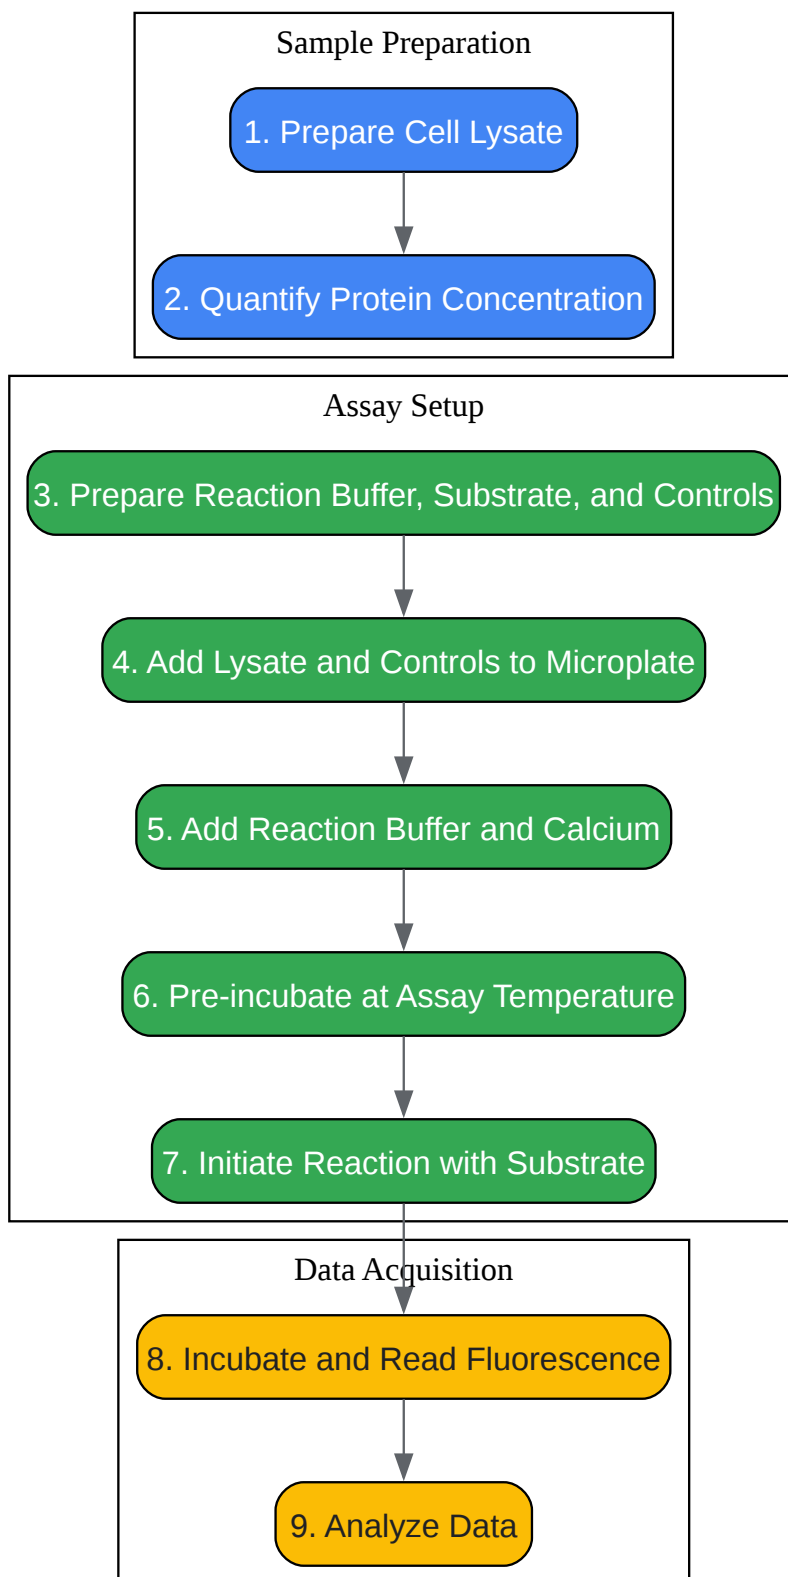 Sample Preparation
1. Prepare Cell Lysate
2. Quantify Protein Concentration
Assay Setup
3. Prepare Reaction Buffer, Substrate, and Controls
4. Add Lysate and Controls to Microplate
5. Add Reaction Buffer and Calcium
6. Pre-incubate at Assay Temperature
7. Initiate Reaction with Substrate
Data Acquisition
8. Incubate and Read Fluorescence
9. Analyze Data